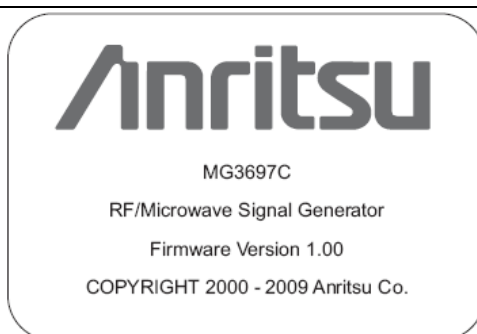 Anritsu
MG3697C
RF/Microwave Signal Generator
Firmware Version 1.00
COPYRIGHT 2000 - 2009 Anritsu Co.